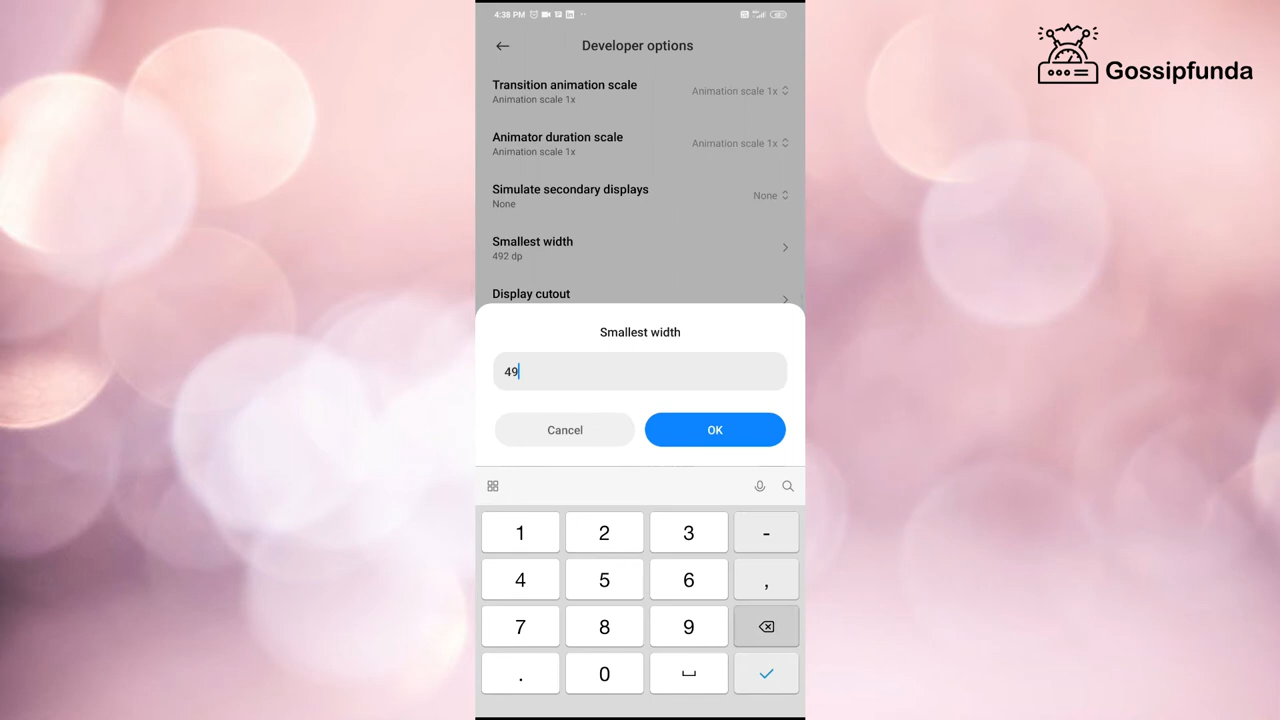 4:38 PM
Gossipfunda
Developer options
Transition animation scale
Animation scale 1x
Animation scale 1x
Animator duration scale
Animation scale 1x
Animation scale 1x
Simulate secondary displays
None
None
Smallest width
492 dp
Display cutout
Smallest width
49
Cancel
OK
1 2 3 -
4 5 6 ,
7 8 9
. 0